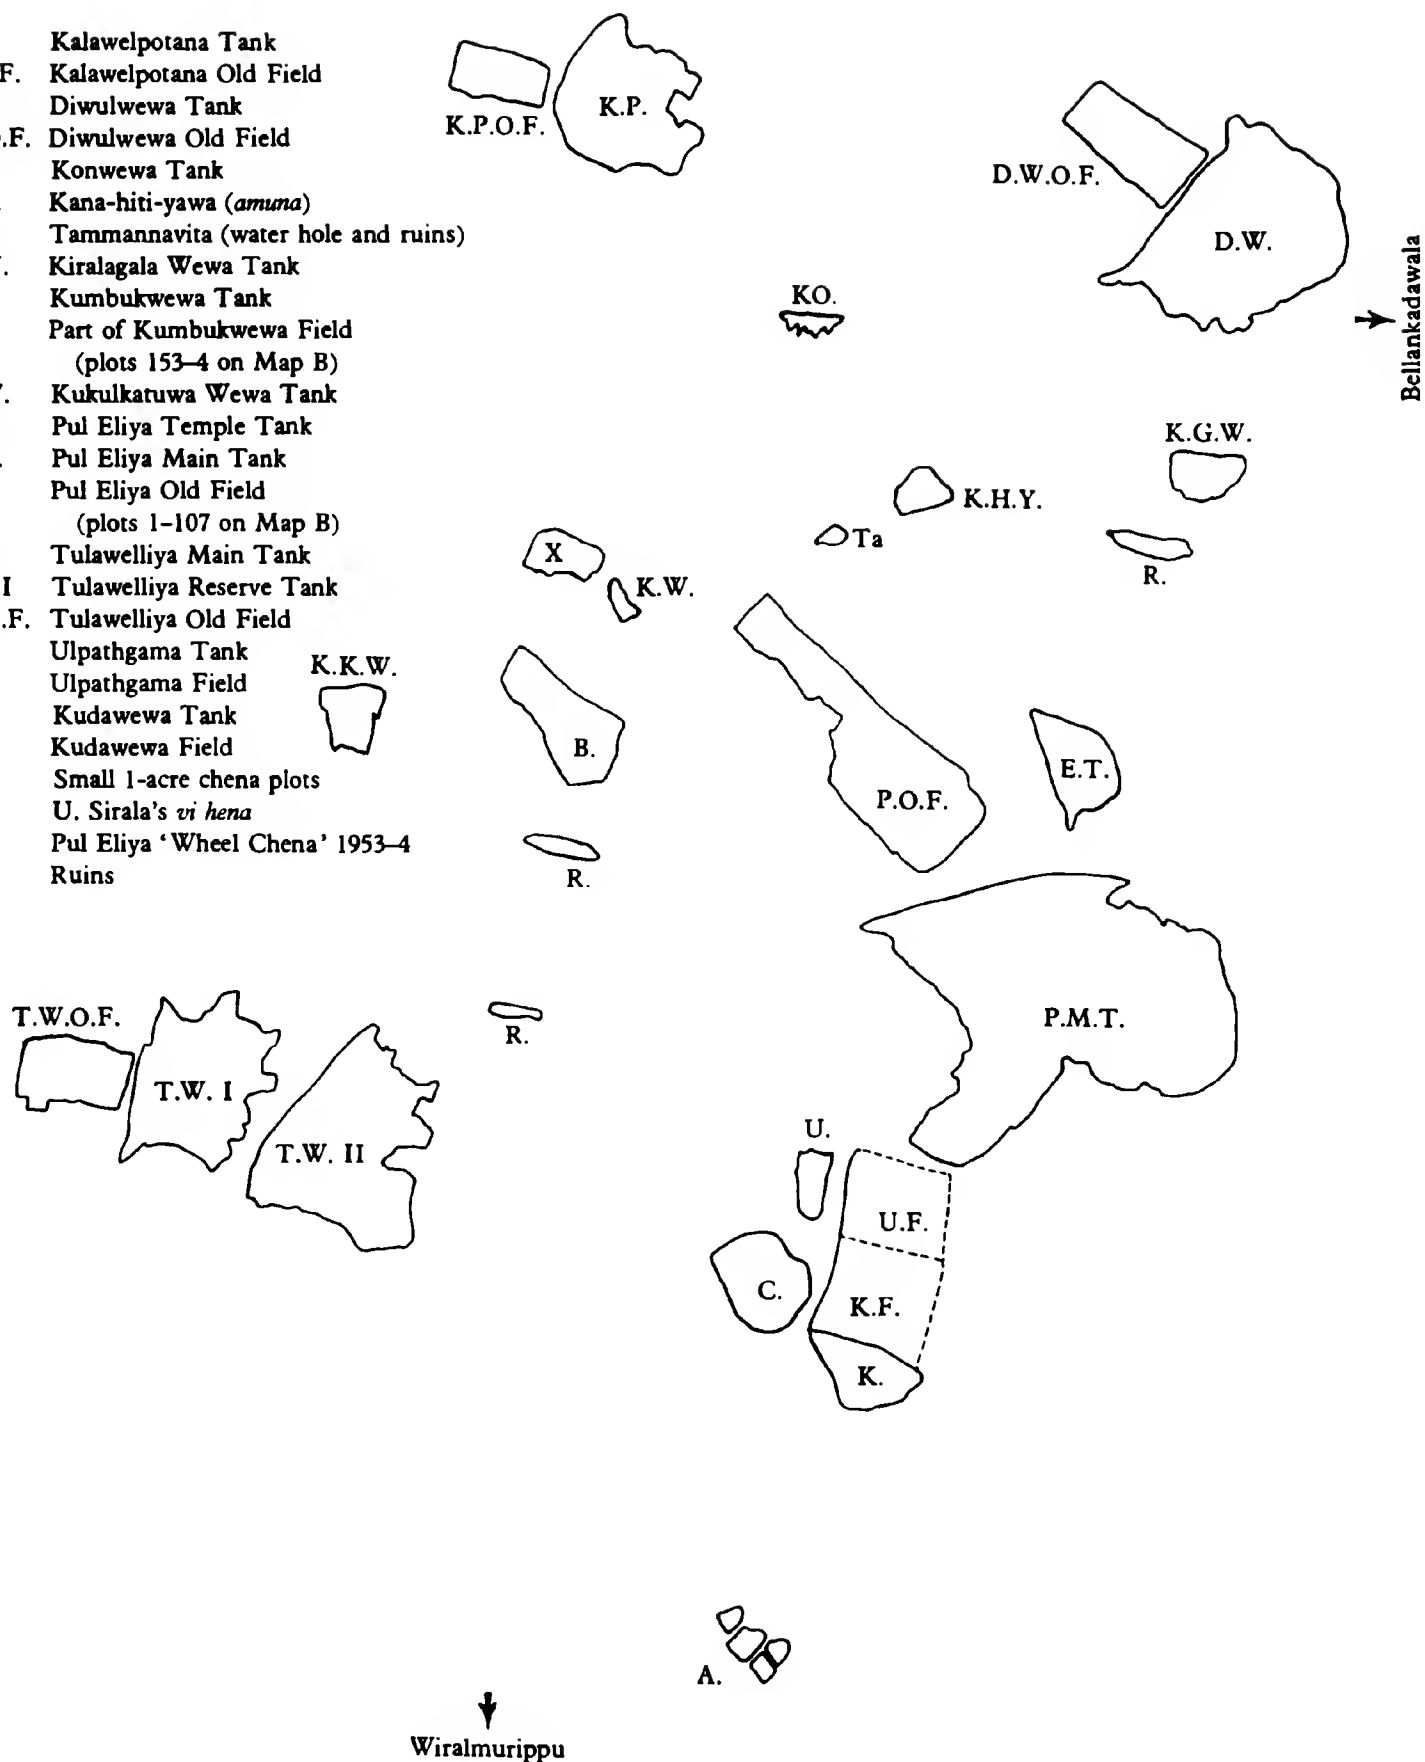 Kalawelpotana Tank
F. Kalawelpotana Old Field
Diwulwewa Tank
.F. Diwulwewa Old Field
Konwewa Tank
Kana-hiti-yawa (amuna)
Tammannavita (water hole and ruins)
. Kiralagala Wewa Tank
Kumbukwewa Tank
Part of Kumbukwewa Field
(plots 153–4 on Map B)
. Kukulkatuwa Wewa Tank
Pul Eliya Temple Tank
. Pul Eliya Main Tank
Pul Eliya Old Field
(plots 1–107 on Map B)
Tulawelliya Main Tank
I Tulawelliya Reserve Tank
.F. Tulawelliya Old Field
Ulpathgama Tank
Ulpathgama Field
Kudawewa Tank
Kudawewa Field
Small 1-acre chena plots
U. Sirala's vi hena
Pul Eliya ‘Wheel Chena’ 1953–4
Ruins
K.P.O.F.
K.P.
D.W.O.F.
D.W.
Bellankadawala
KO.
K.G.W.
K.H.Y.
Ta
R.
X
K.W.
K.K.W.
B.
P.O.F.
E.T.
R.
T.W.O.F.
T.W. I
T.W. II
R.
P.M.T.
U.
U.F.
C.
K.F.
K.
A.
Wiralmurippu